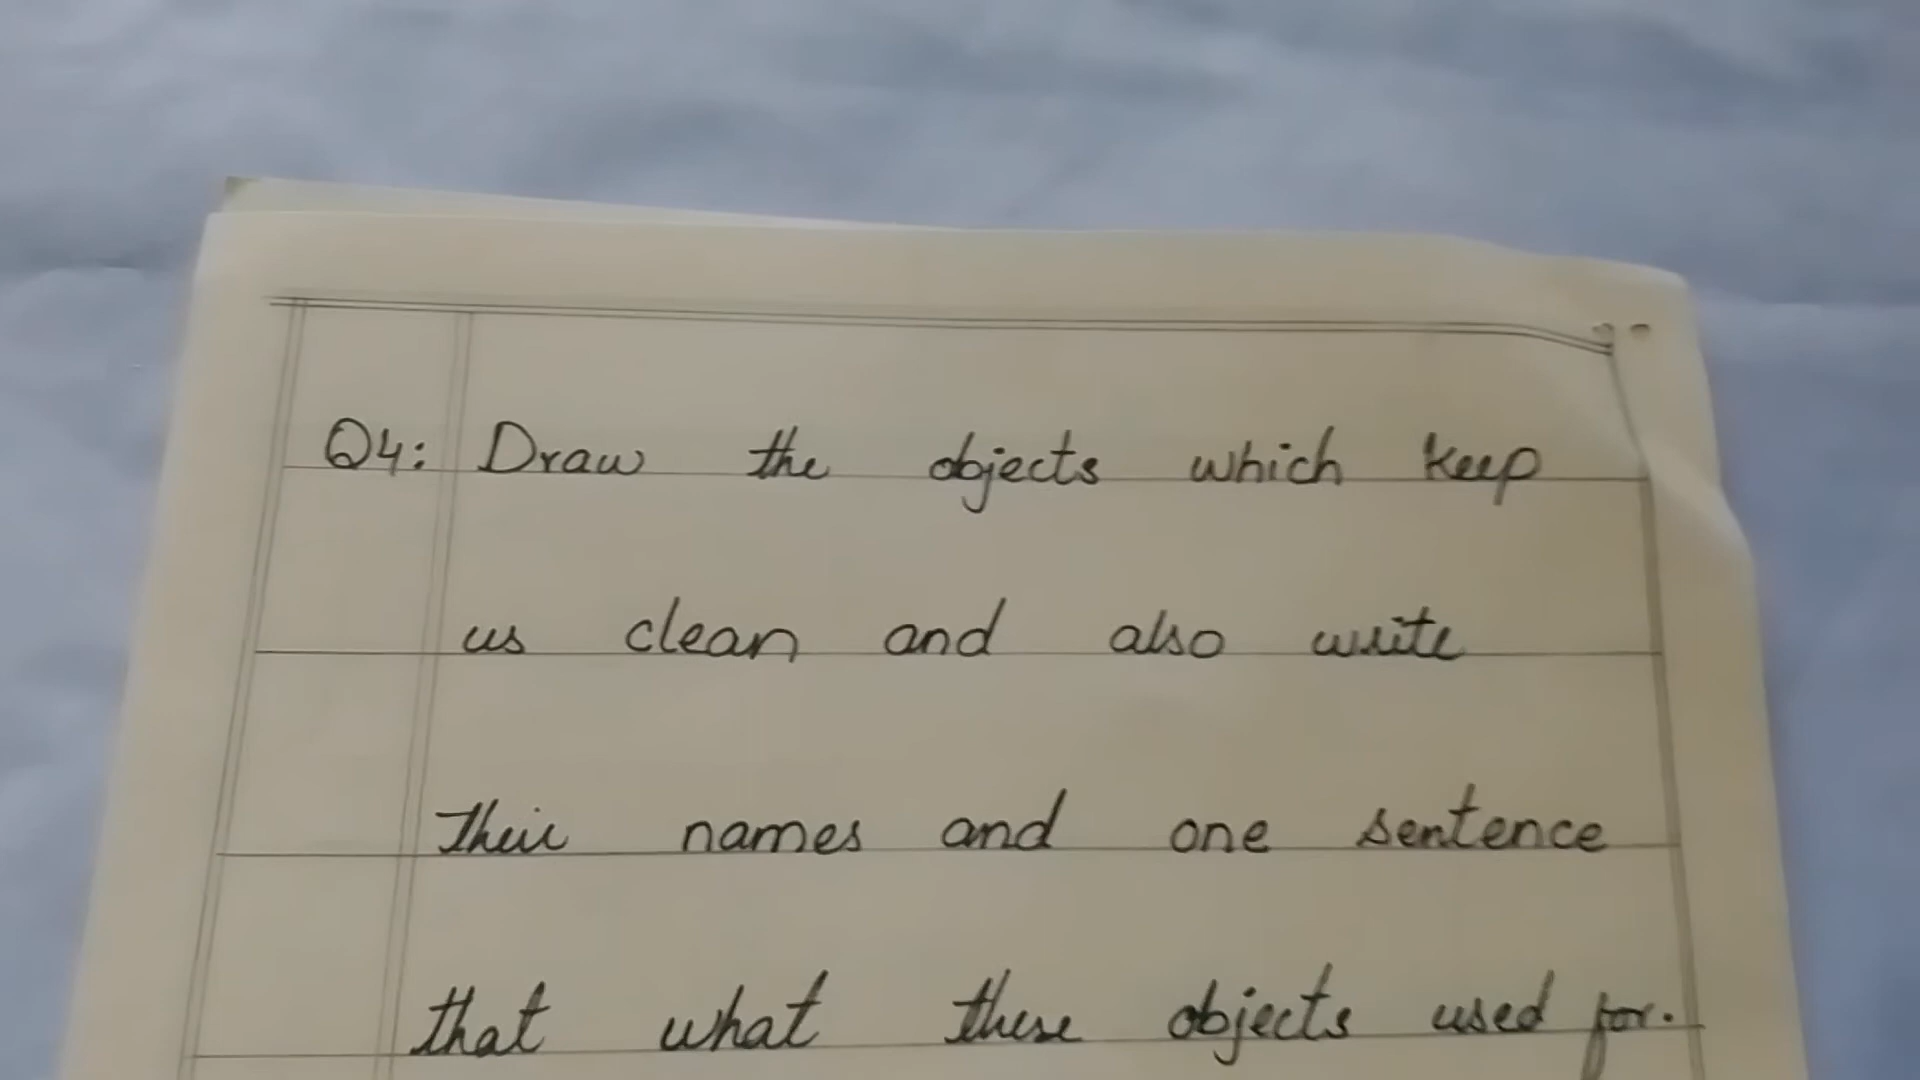 Q4: Draw the objects which keep
us clean and also write
Their names and one sentence
that what these objects used for.